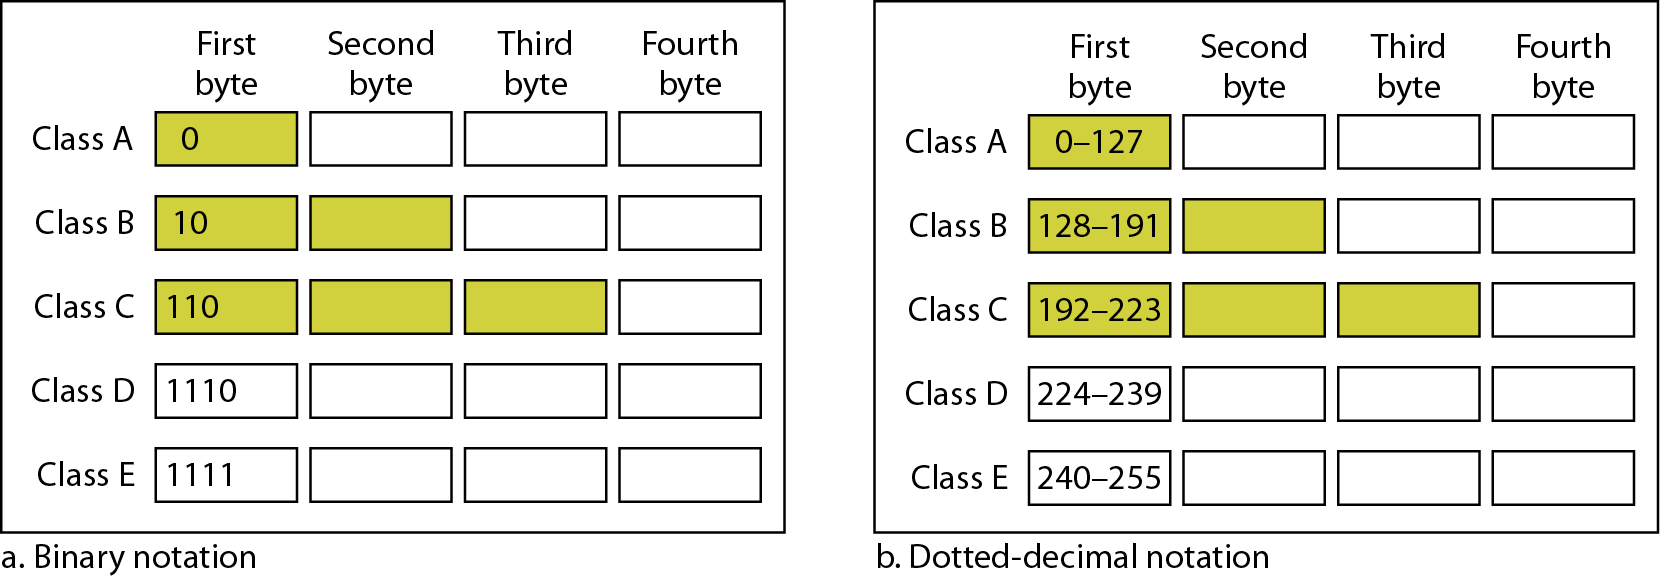 First byte Second byte Third byte Fourth byte
Class A 0
Class B 10
Class C 110
Class D 1110
Class E 1111
a. Binary notation
First byte Second byte Third byte Fourth byte
Class A 0–127
Class B 128–191
Class C 192–223
Class D 224–239
Class E 240–255
b. Dotted-decimal notation